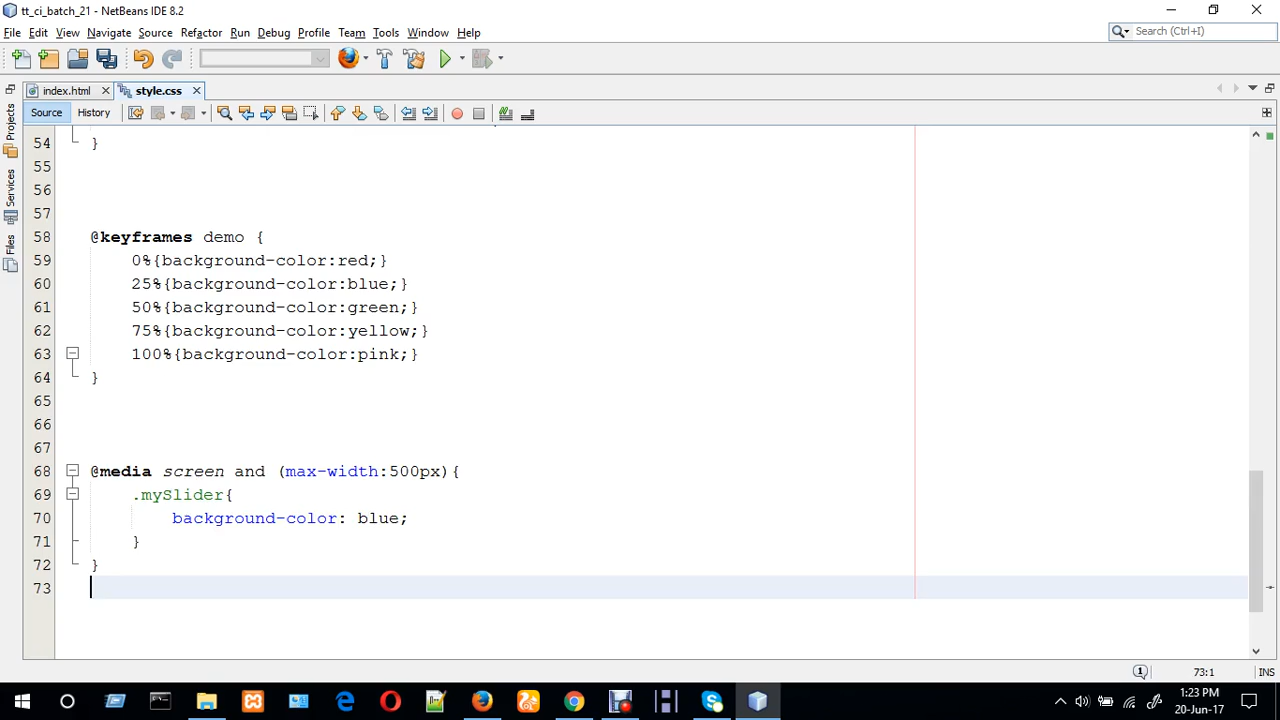 tt_ci_batch_21 - NetBeans IDE 8.2
File Edit View Navigate Source Refactor Run Debug Profile Team Tools Window Help
Search (Ctrl+I)
index.html style.css
Source History
Projects
Services
Files
54 }
55
56
57
58 @keyframes demo {
59 0%{background-color:red;}
60 25%{background-color:blue;}
61 50%{background-color:green;}
62 75%{background-color:yellow;}
63 100%{background-color:pink;}
64 }
65
66
67
68 @media screen and (max-width:500px){
69 .mySlider{
70 background-color: blue;
71 }
72 }
73
73:1 INS
1:23 PM
20-Jun-17